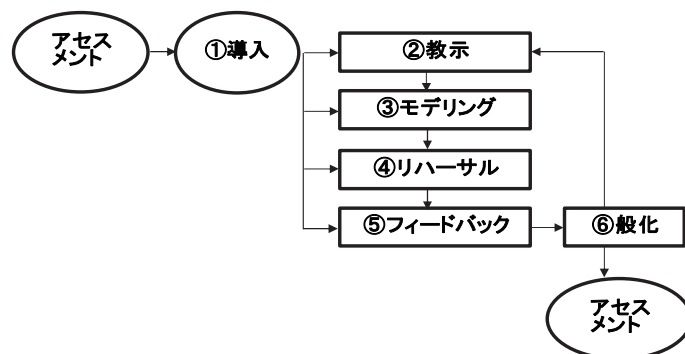 アセス
メント
①導入
②教示
③モデリング
④リハーサル
⑤フィードバック
⑥般化
アセス
メント